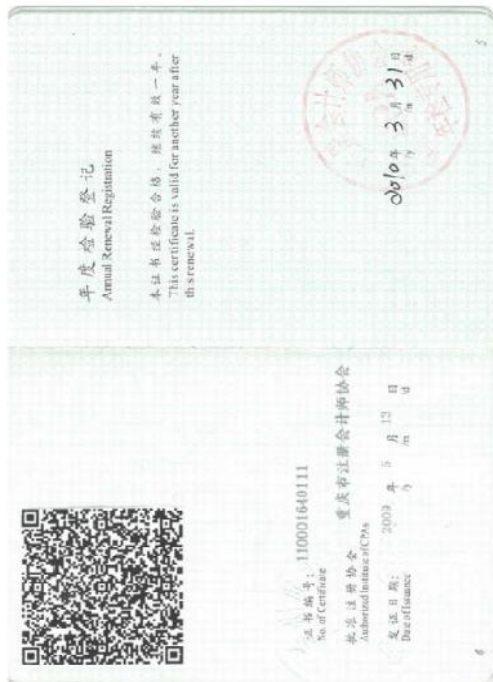 证书编号： 110001640111
No. of Certificate
批准注册协会 重庆市注册会计师协会
Authorized Institute of CPAs
发证日期： 2009 年 5 月 13 日
Date of Issuance /y /m /d
4
年度检验登记
Annual Renewal Registration
本证书经检验合格，继续有效一年。
This certificate is valid for another year after
this renewal.
2010 年 3 月 31 日
/y /m /d
5